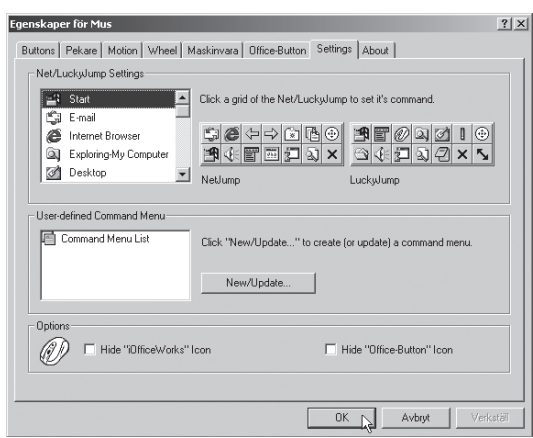 Egenskaper för Mus
Buttons Pekare Motion Wheel Maskinvara Office-Button Settings About
Net/LuckyJump Settings
Start
E-mail
Internet Browser
Exploring-My Computer
Desktop
Click a grid of the Net/LuckyJump to set it's command.
NetJump LuckyJump
User-defined Command Menu
Command Menu List
Click "New/Update..." to create (or update) a command menu.
New/Update...
Options
Hide "iOfficeWorks" Icon
Hide "Office-Button" Icon
OK Avbryt Verkställ